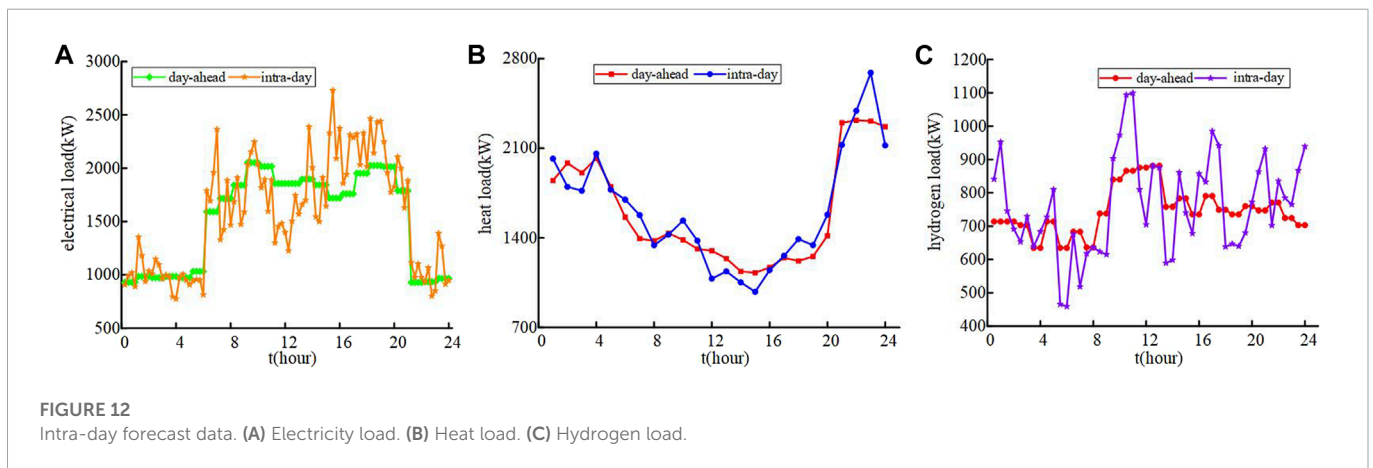 A
3000
2500
2000
1500
1000
500
electrical load(kW)
day-ahead intra-day
0 4 8 12 16 20 24
t(hour)
B
2800
2100
1400
700
heat load(kW)
day-ahead intra-day
0 4 8 12 16 20 24
t(hour)
C
1200
1100
1000
900
800
700
600
500
400
hydrogen load(kW)
day-ahead intra-day
0 4 8 12 16 20 24
t(hour)
FIGURE 12
Intra-day forecast data. (A) Electricity load. (B) Heat load. (C) Hydrogen load.